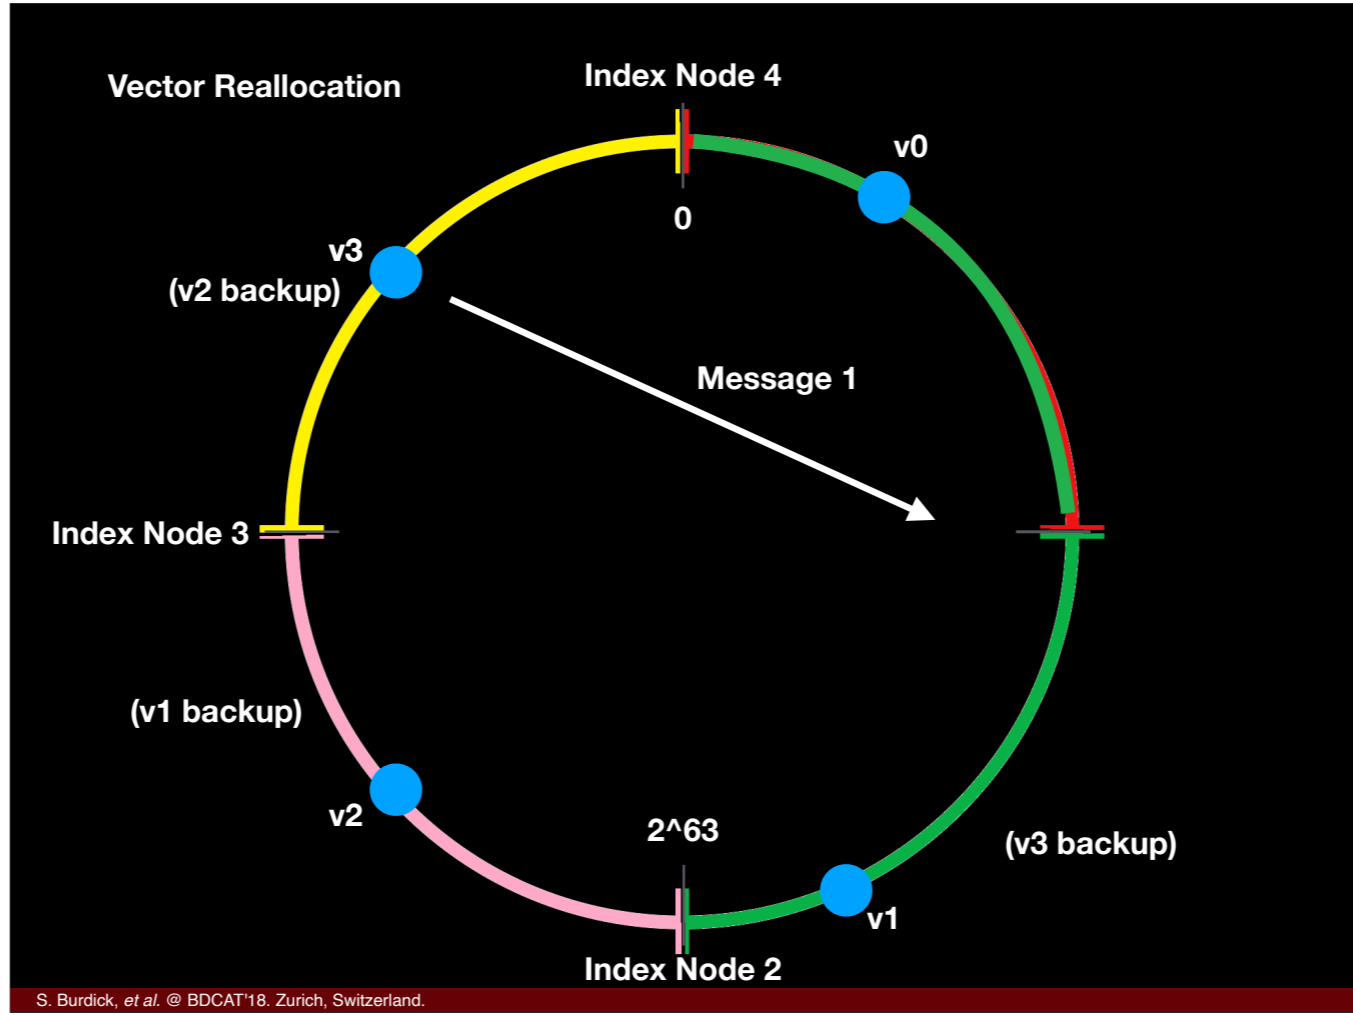 Vector Reallocation
Index Node 4
v0
0
v3
(v2 backup)
Message 1
Index Node 3
(v1 backup)
v2
2^63
(v3 backup)
v1
Index Node 2
S. Burdick, et al. @ BDCAT'18. Zurich, Switzerland.